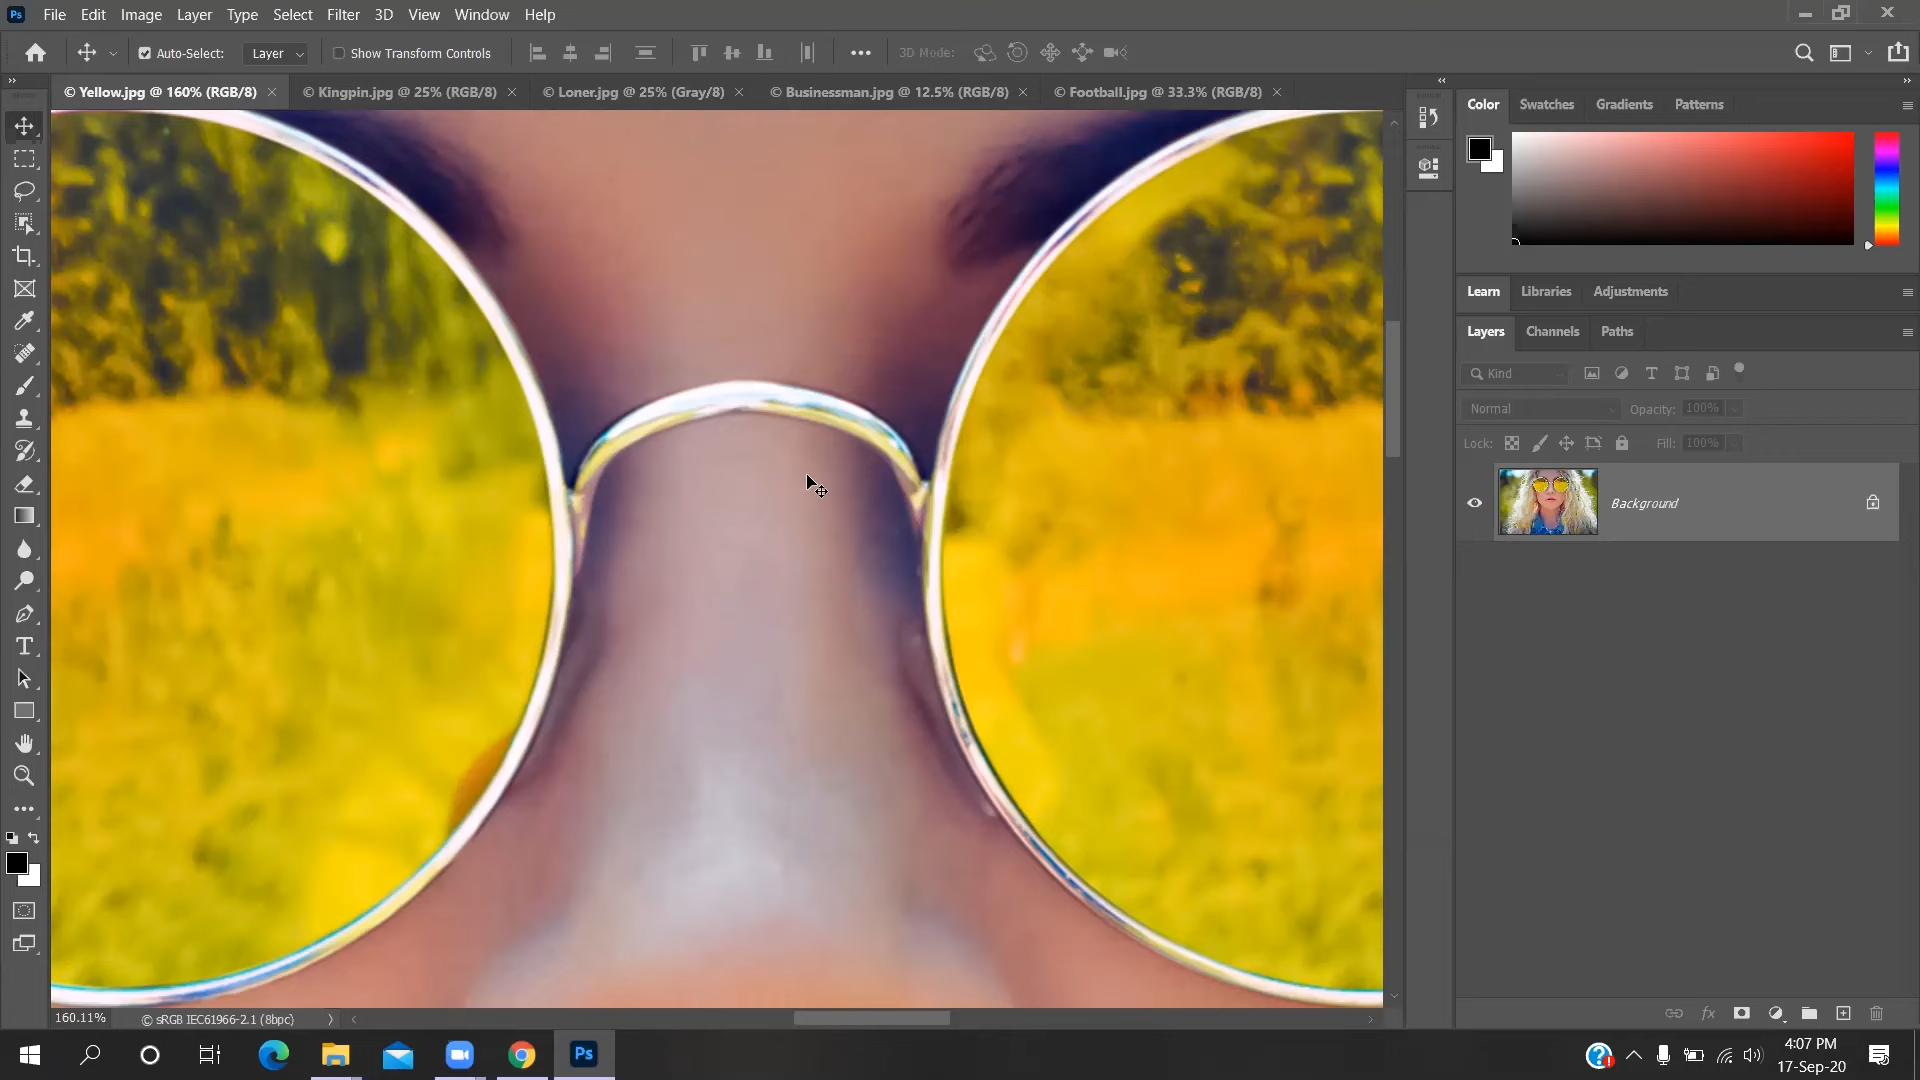 Ps File Edit Image Layer Type Select Filter 3D View Window Help
Auto-Select: Layer Show Transform Controls 3D Mode:
© Yellow.jpg @ 160% (RGB/8) © Kingpin.jpg @ 25% (RGB/8) © Loner.jpg @ 25% (Gray/8) © Businessman.jpg @ 12.5% (RGB/8) © Football.jpg @ 33.3% (RGB/8)
Color Swatches Gradients Patterns
Learn Libraries Adjustments
Layers Channels Paths
Kind
Normal Opacity: 100%
Lock: Fill: 100%
Background
160.11% © sRGB IEC61966-2.1 (8bpc)
fx
Ps
4:07 PM
17-Sep-20